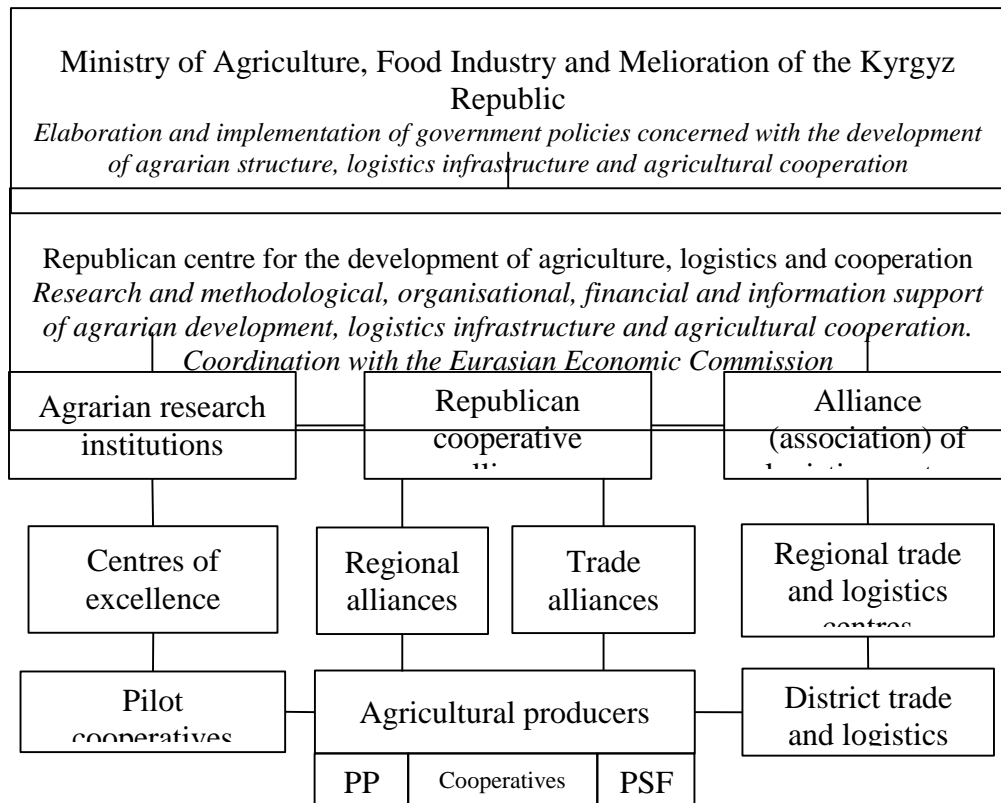 Ministry of Agriculture, Food Industry and Melioration of the Kyrgyz
Republic
Elaboration and implementation of government policies concerned with the development
of agrarian structure, logistics infrastructure and agricultural cooperation
Republican centre for the development of agriculture, logistics and cooperation
Research and methodological, organisational, financial and information support
of agrarian development, logistics infrastructure and agricultural cooperation.
Coordination with the Eurasian Economic Commission
Agrarian research
institutions
Republican
cooperative
Alliance
(association) of
Centres of
excellence
Regional
alliances
Trade
alliances
Regional trade
and logistics
centres
Pilot
cooperatives
Agricultural producers
District trade
and logistics
PP
Cooperatives
PSF